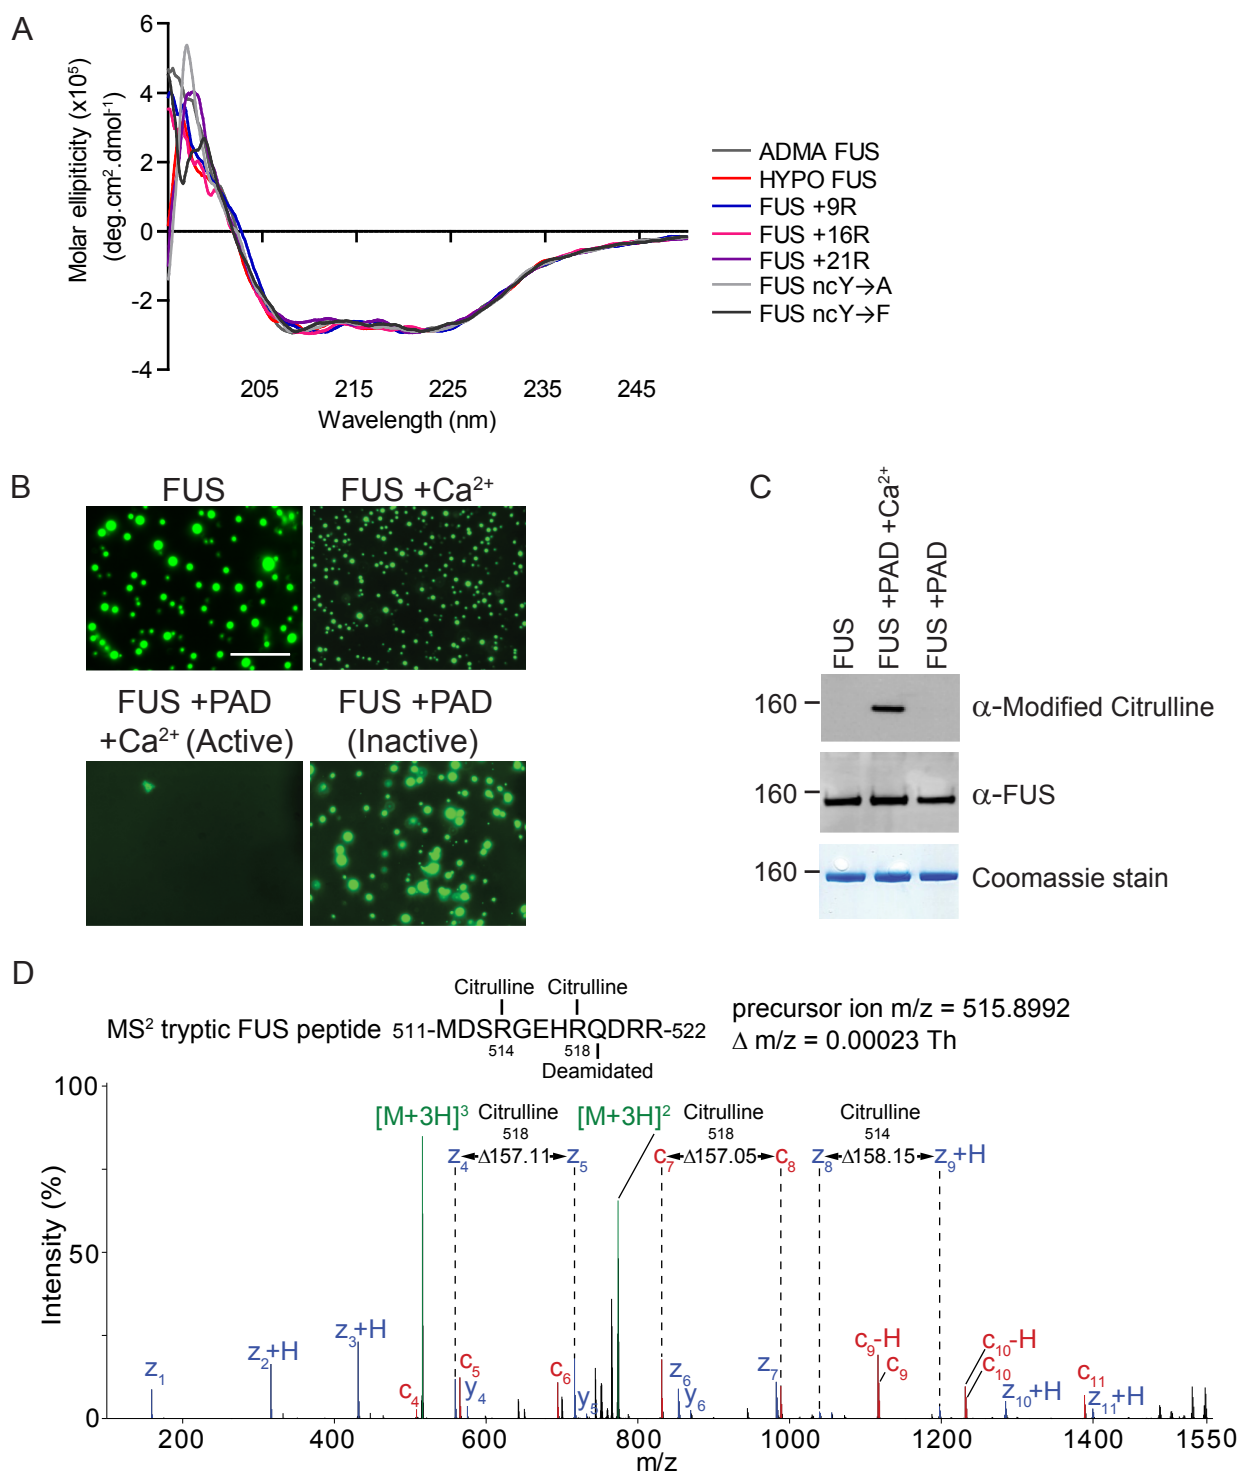 A
Molar ellipiticity (x10⁵)
(deg.cm².dmol⁻¹)
6
4
2
0
-2
-4
205 215 225 235 245
Wavelength (nm)
ADMA FUS
HYPO FUS
FUS +9R
FUS +16R
FUS +21R
FUS ncY→A
FUS ncY→F
B
FUS
FUS +Ca²⁺
FUS +PAD
+Ca²⁺ (Active)
FUS +PAD
(Inactive)
C
FUS
FUS +PAD +Ca²⁺
FUS +PAD
160
α-Modified Citrulline
160
α-FUS
160
Coomassie stain
D
Citrulline Citrulline
MS² tryptic FUS peptide 511-MDSRGEHRQDRR-522
514 518
Deamidated
precursor ion m/z = 515.8992
Δ m/z = 0.00023 Th
Intensity (%)
100
50
0
[M+3H]³
Citrulline
518
z₄ Δ157.11 z₅
[M+3H]²
Citrulline
518
c₇ Δ157.05 c₈
Citrulline
514
z₈ Δ158.15 z₉+H
z₁
z₂+H
z₃+H
c₄
c₅
y₄
c₆
y₅
z₆
y₆
z₇
c₉-H
c₉
c₁₀-H
c₁₀
z₁₀+H
c₁₁
z₁₁+H
200 400 600 800 1000 1200 1400 1550
m/z